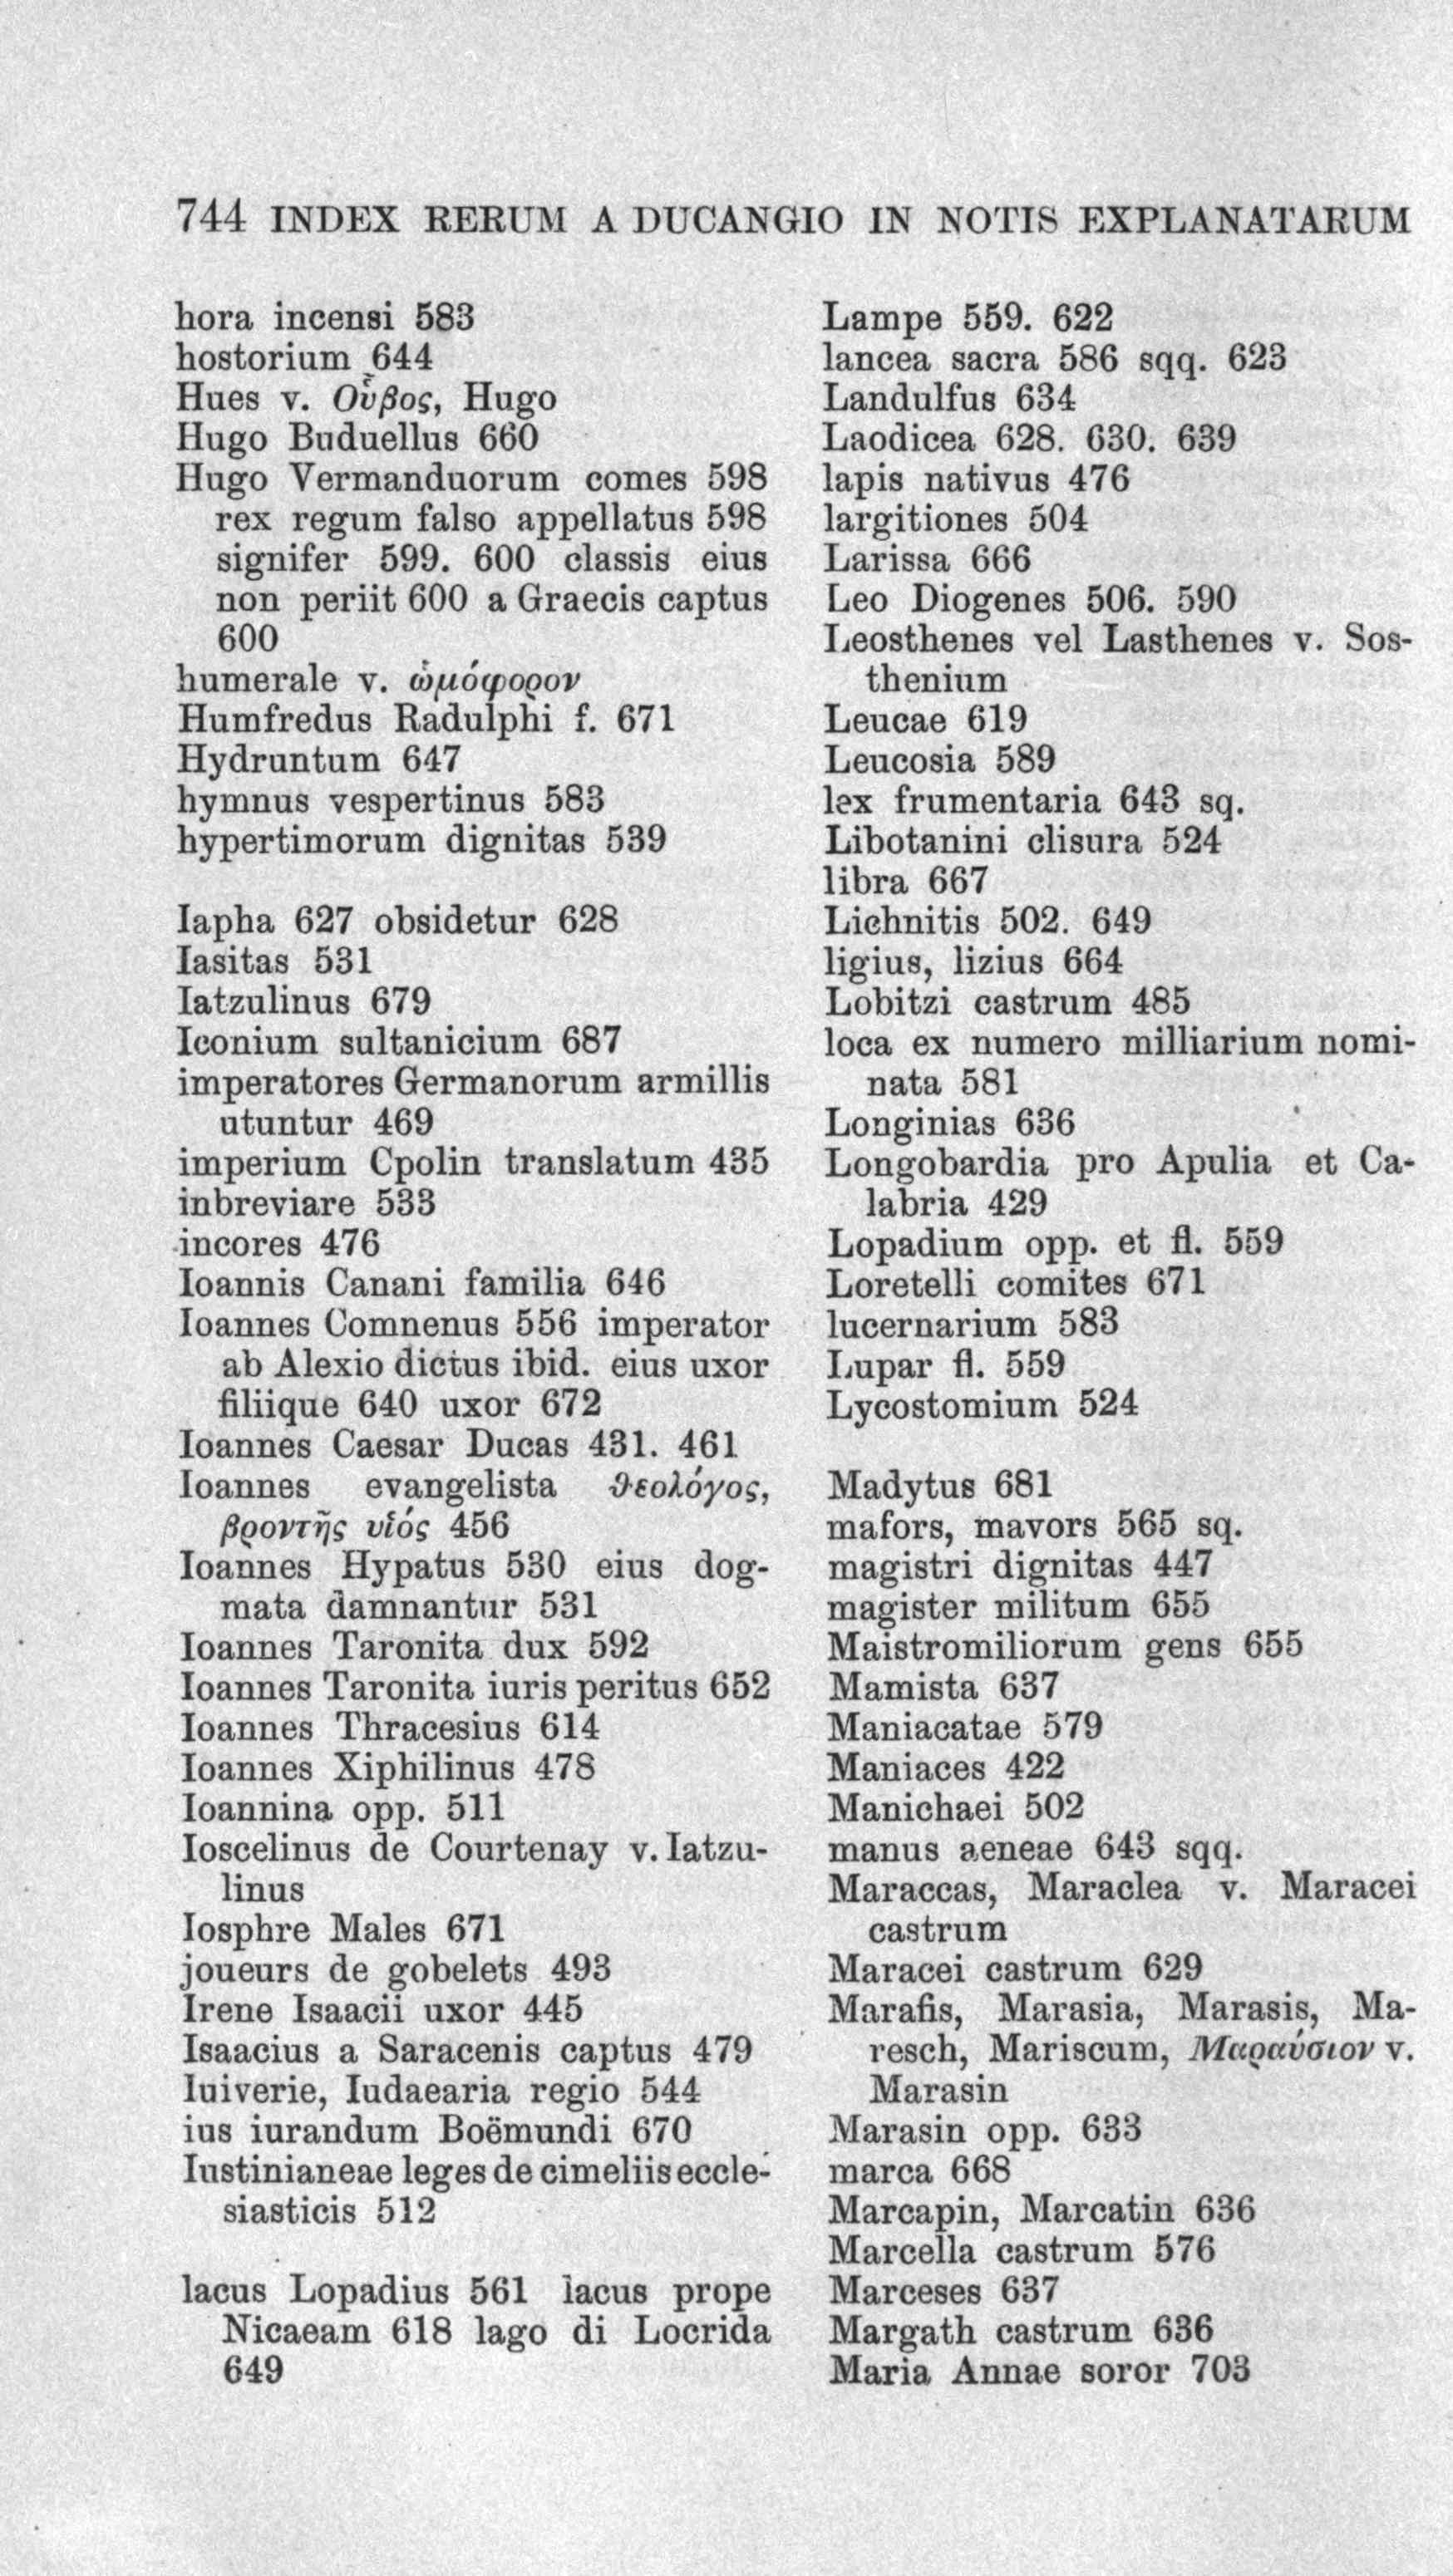 744 INDEX RERUM A DUCANGIO IN NOTIS EXPLANATARUM
hora incensi 583
hostorium 644
Hues v. Οὖβος, Hugo
Hugo Buduellus 660
Hugo Vermanduorum comes 598
rex regum falso appellatus 598
signifer 599. 600 classis eius
non periit 600 a Graecis captus
600
humerale v. ὠμόφορον
Humfredus Radulphi f. 671
Hydruntum 647
hymnus vespertinus 583
hypertimorum dignitas 539
Iapha 627 obsidetur 628
Iasitas 531
Iatzulinus 679
Iconium sultanicium 687
imperatores Germanorum armillis
utuntur 469
imperium Cpolin translatum 435
inbreviare 533
incores 476
Ioannis Canani familia 646
Ioannes Comnenus 556 imperator
ab Alexio dictus ibid. eius uxor
filiique 640 uxor 672
Ioannes Caesar Ducas 431. 461
Ioannes evangelista θεολόγος,
βροντῆς υἱός 456
Ioannes Hypatus 530 eius dog-
mata damnantur 531
Ioannes Taronita dux 592
Ioannes Taronita iuris peritus 652
Ioannes Thracesius 614
Ioannes Xiphilinus 478
Ioannina opp. 511
Ioscelinus de Courtenay v. Iatzu-
linus
Iosphre Males 671
joueurs de gobelets 493
Irene Isaacii uxor 445
Isaacius a Saracenis captus 479
Iuiverie, Iudaearia regio 544
ius iurandum Boëmundi 670
Iustinianeae leges de cimeliis eccle-
siasticis 512
lacus Lopadius 561 lacus prope
Nicaeam 618 lago di Locrida
649
Lampe 559. 622
lancea sacra 586 sqq. 623
Landulfus 634
Laodicea 628. 630. 639
lapis nativus 476
largitiones 504
Larissa 666
Leo Diogenes 506. 590
Leosthenes vel Lasthenes v. Sos-
thenium
Leucae 619
Leucosia 589
lex frumentaria 643 sq.
Libotanini clisura 524
libra 667
Lichnitis 502. 649
ligius, lizius 664
Lobitzi castrum 485
loca ex numero milliarium nomi-
nata 581
Longinias 636
Longobardia pro Apulia et Ca-
labria 429
Lopadium opp. et fl. 559
Loretelli comites 671
lucernarium 583
Lupar fl. 559
Lycostomium 524
Madytus 681
mafors, mavors 565 sq.
magistri dignitas 447
magister militum 655
Maistromiliorum gens 655
Mamista 637
Maniacatae 579
Maniaces 422
Manichaei 502
manus aeneae 643 sqq.
Maraccas, Maraclea v. Maracei
castrum
Maracei castrum 629
Marafis, Marasia, Marasis, Ma-
resch, Mariscum, Μαραύσιον v.
Marasin
Marasin opp. 633
marca 668
Marcapin, Marcatin 636
Marcella castrum 576
Marceses 637
Margath castrum 636
Maria Annae soror 703